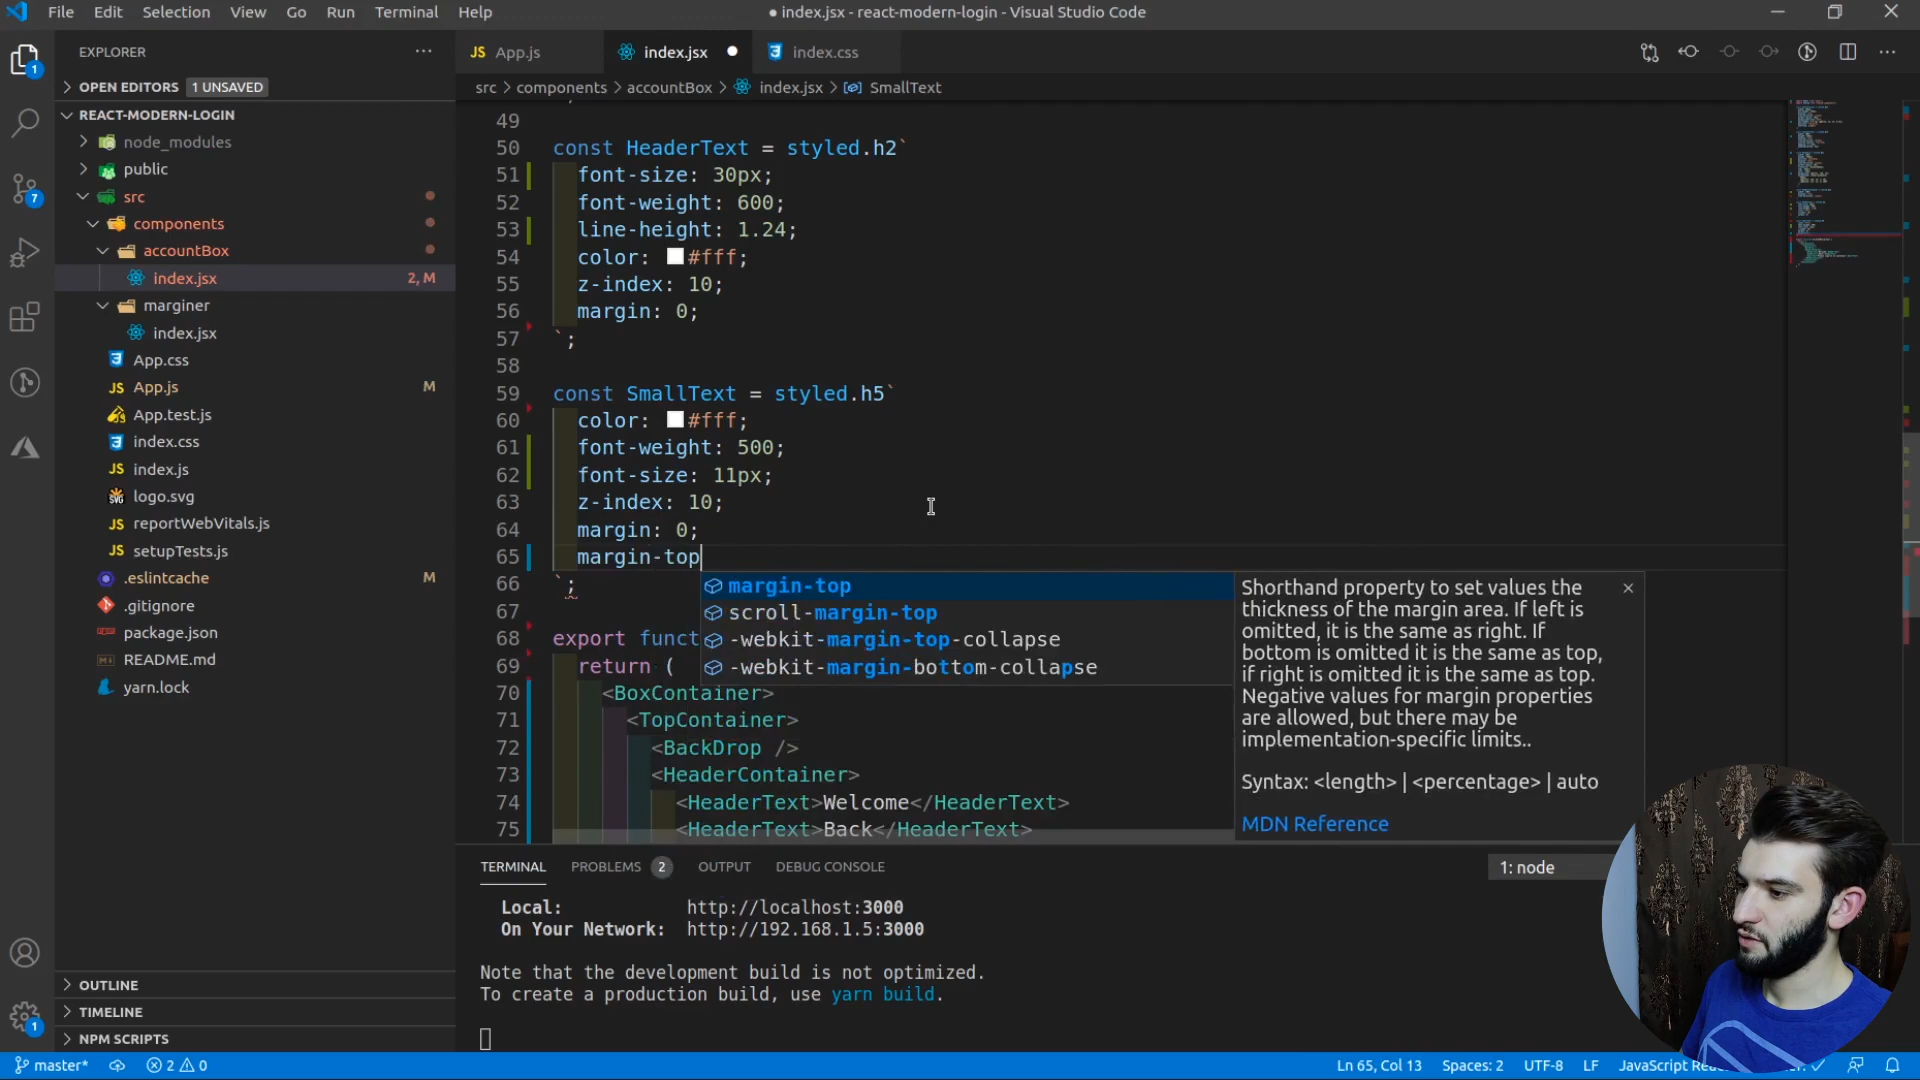 File Edit Selection View Go Run Terminal Help
● index.jsx - react-modern-login - Visual Studio Code
EXPLORER
App.js
index.jsx
index.css
OPEN EDITORS 1 UNSAVED
src > components > accountBox > index.jsx > SmallText
REACT-MODERN-LOGIN
node_modules
public
src
components
accountBox
index.jsx 2, M
marginer
index.jsx
App.css
App.js M
App.test.js
index.css
index.js
logo.svg
reportWebVitals.js
setupTests.js
.eslintcache M
.gitignore
package.json
README.md
yarn.lock
OUTLINE
TIMELINE
NPM SCRIPTS
49
50 const HeaderText = styled.h2`
51 font-size: 30px;
52 font-weight: 600;
53 line-height: 1.24;
54 color: #fff;
55 z-index: 10;
56 margin: 0;
57 `;
58
59 const SmallText = styled.h5`
60 color: #fff;
61 font-weight: 500;
62 font-size: 11px;
63 z-index: 10;
64 margin: 0;
65 margin-top
66 `;
67
68 export funct
69 return (
70 <BoxContainer>
71 <TopContainer>
72 <BackDrop />
73 <HeaderContainer>
74 <HeaderText>Welcome</HeaderText>
75 <HeaderText>Back</HeaderText>
margin-top
scroll-margin-top
-webkit-margin-top-collapse
-webkit-margin-bottom-collapse
Shorthand property to set values the
thickness of the margin area. If left is
omitted, it is the same as right. If
bottom is omitted it is the same as top,
if right is omitted it is the same as top.
Negative values for margin properties
are allowed, but there may be
implementation-specific limits..
Syntax: <length> | <percentage> | auto
MDN Reference
TERMINAL PROBLEMS 2 OUTPUT DEBUG CONSOLE
1: node
Local: http://localhost:3000
On Your Network: http://192.168.1.5:3000
Note that the development build is not optimized.
To create a production build, use yarn build.
1
7
1
master* 2 0
Ln 65, Col 13 Spaces: 2 UTF-8 LF JavaScript